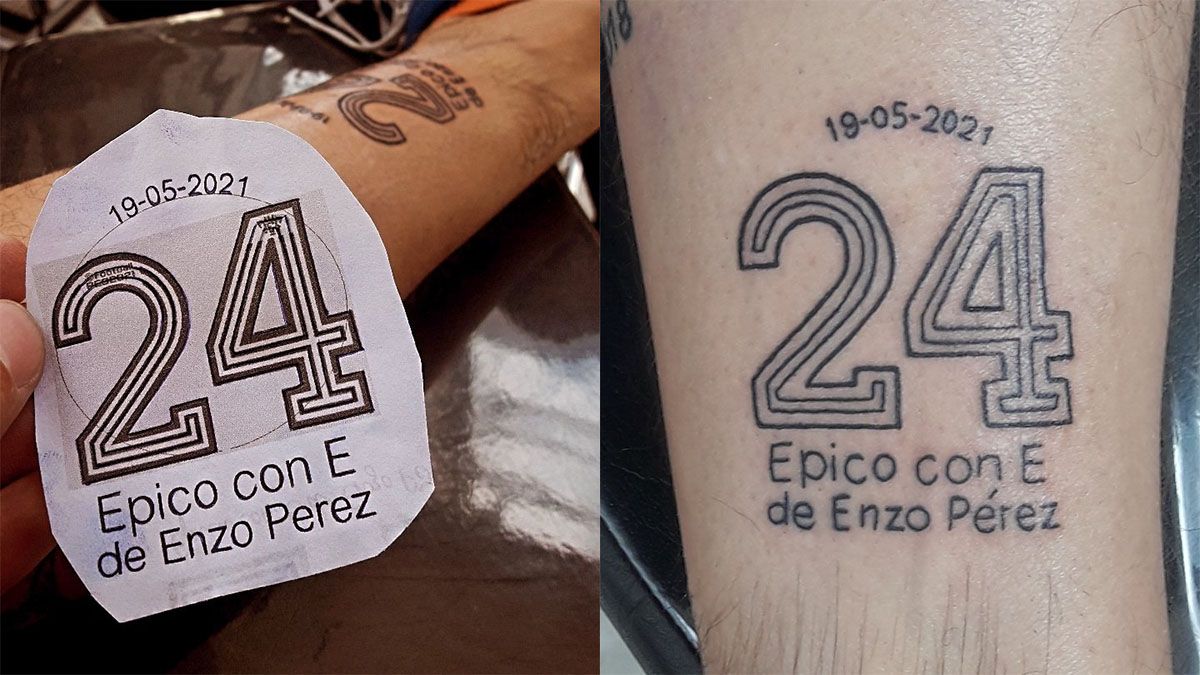 19-05-2021
24
Epico con E
de Enzo Perez
19-05-2021
24
Epico con E
de Enzo Pérez